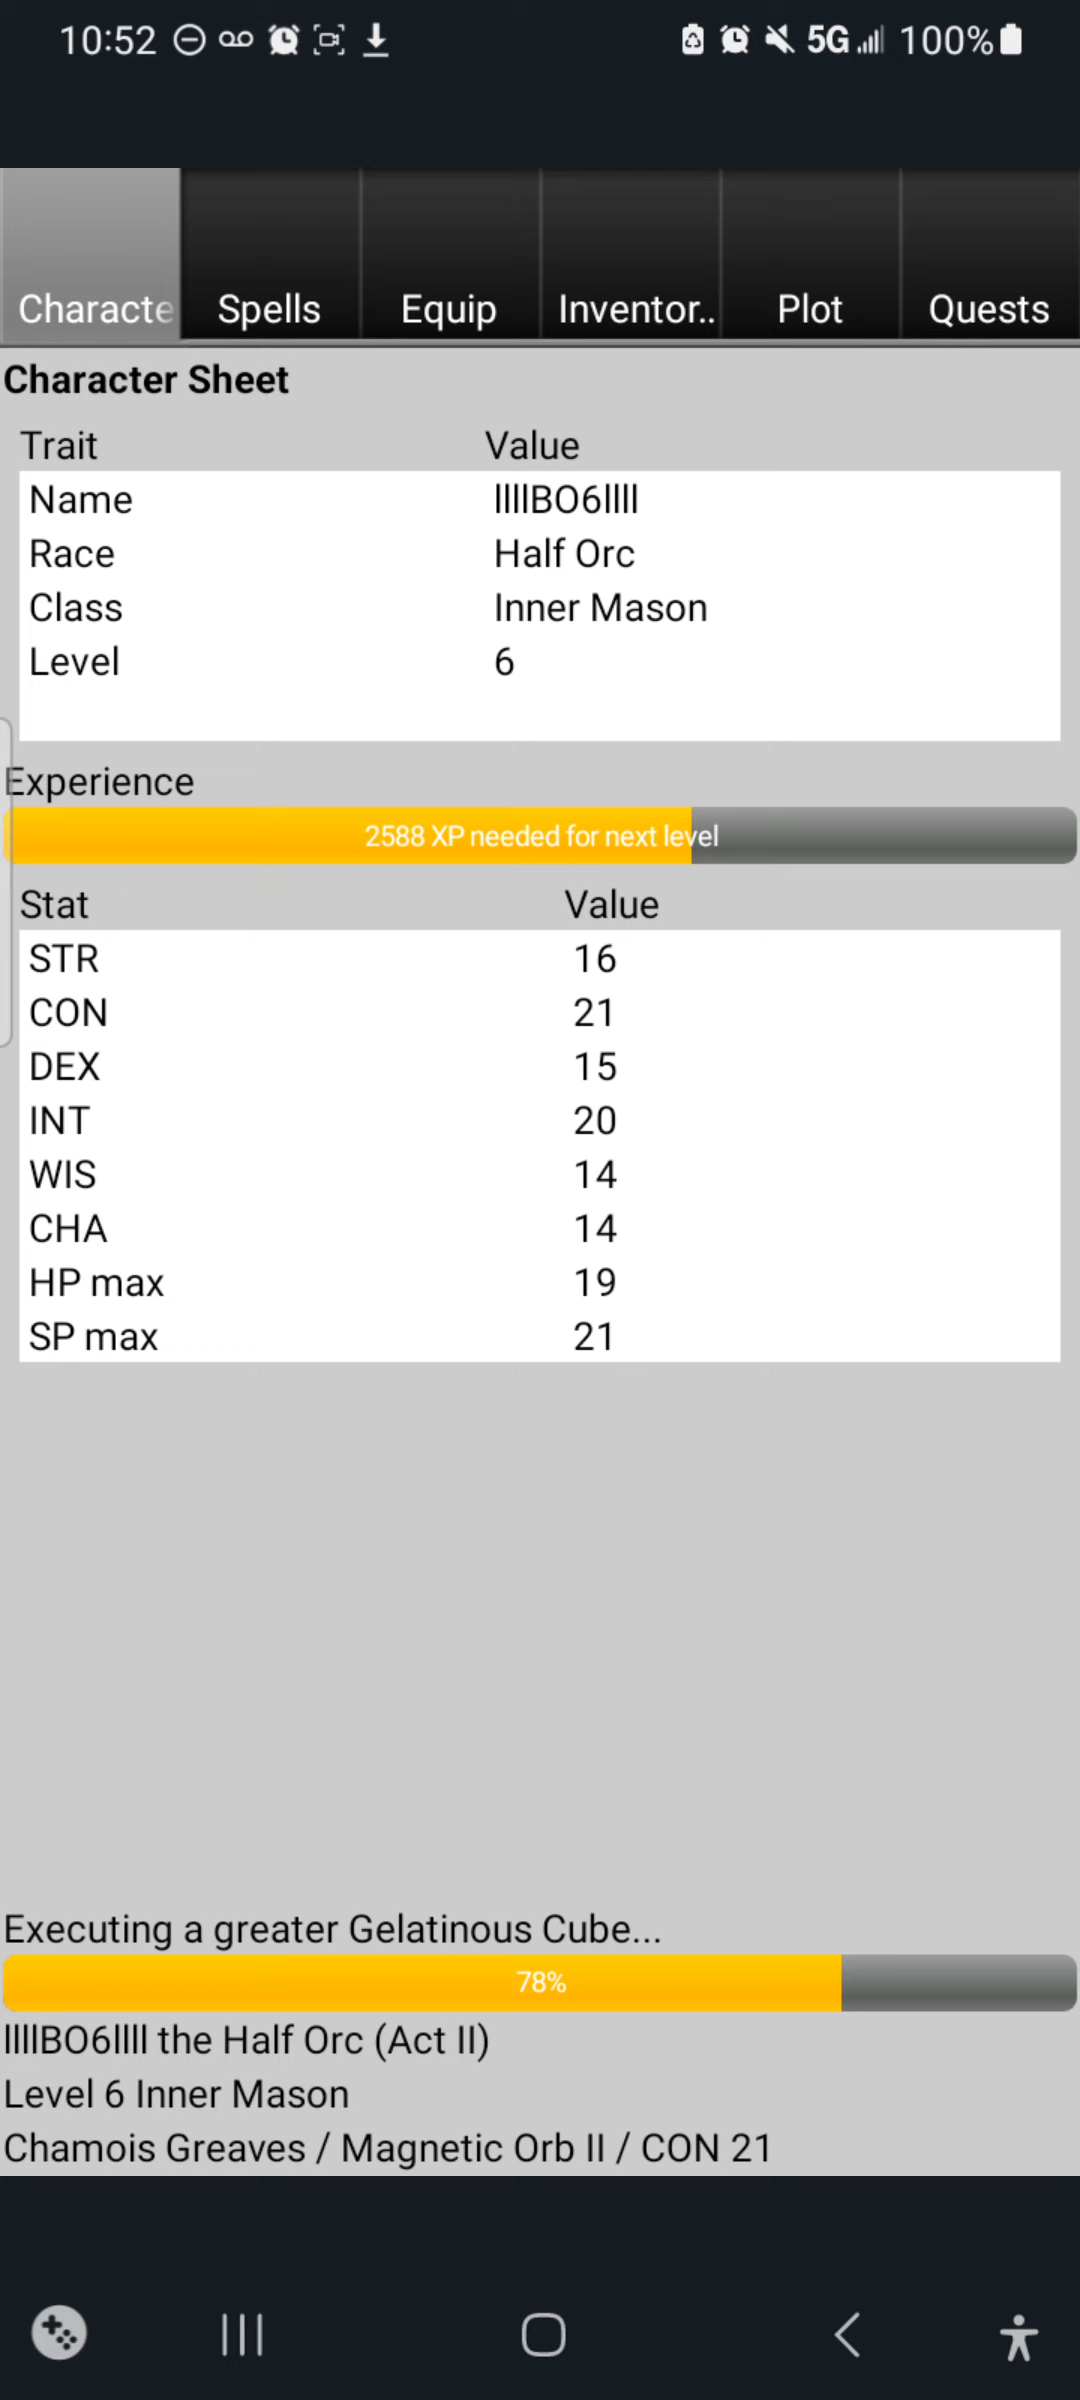 10:52 5G 100%
Characte Spells Equip Inventor.. Plot Quests
Character Sheet
Trait Value
Name llllBO6llll
Race Half Orc
Class Inner Mason
Level 6
Experience
2588 XP needed for next level
Stat Value
STR 16
CON 21
DEX 15
INT 20
WIS 14
CHA 14
HP max 19
SP max 21
Executing a greater Gelatinous Cube...
78%
llllBO6llll the Half Orc (Act II)
Level 6 Inner Mason
Chamois Greaves / Magnetic Orb II / CON 21